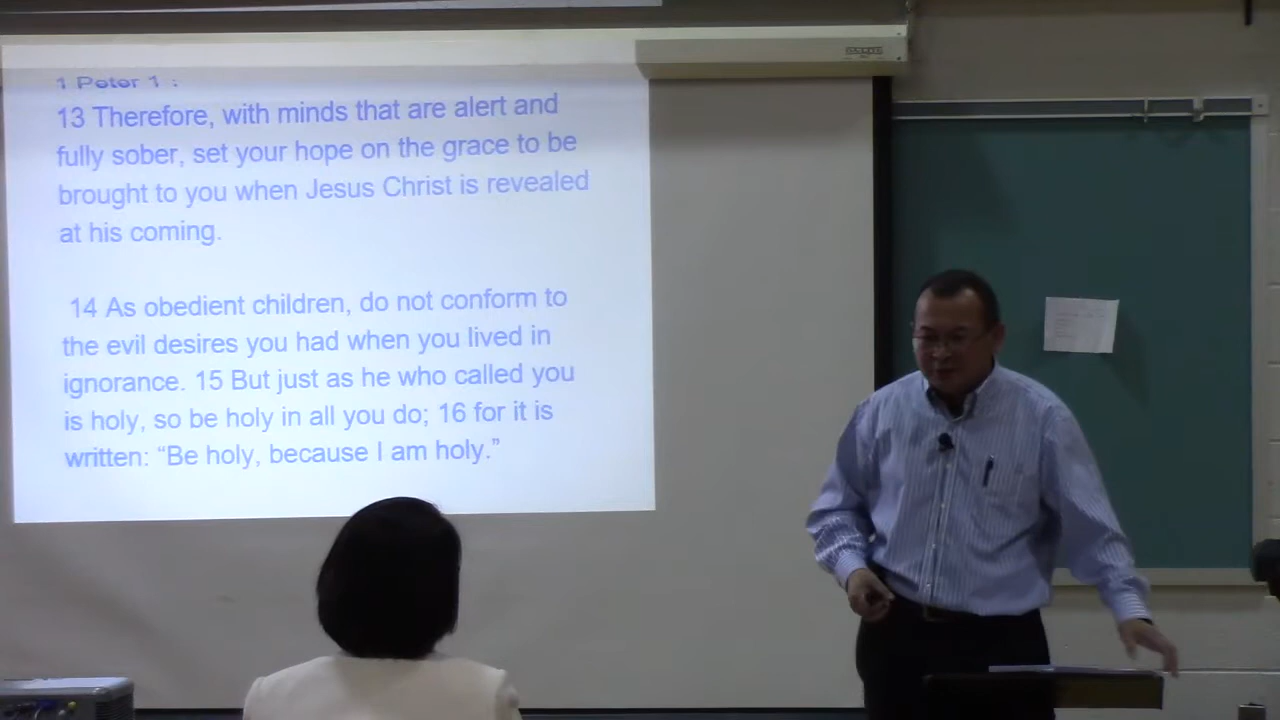 1 Peter 1 :
13 Therefore, with minds that are alert and
fully sober, set your hope on the grace to be
brought to you when Jesus Christ is revealed
at his coming.
14 As obedient children, do not conform to
the evil desires you had when you lived in
ignorance. 15 But just as he who called you
is holy, so be holy in all you do; 16 for it is
written: “Be holy, because I am holy.”